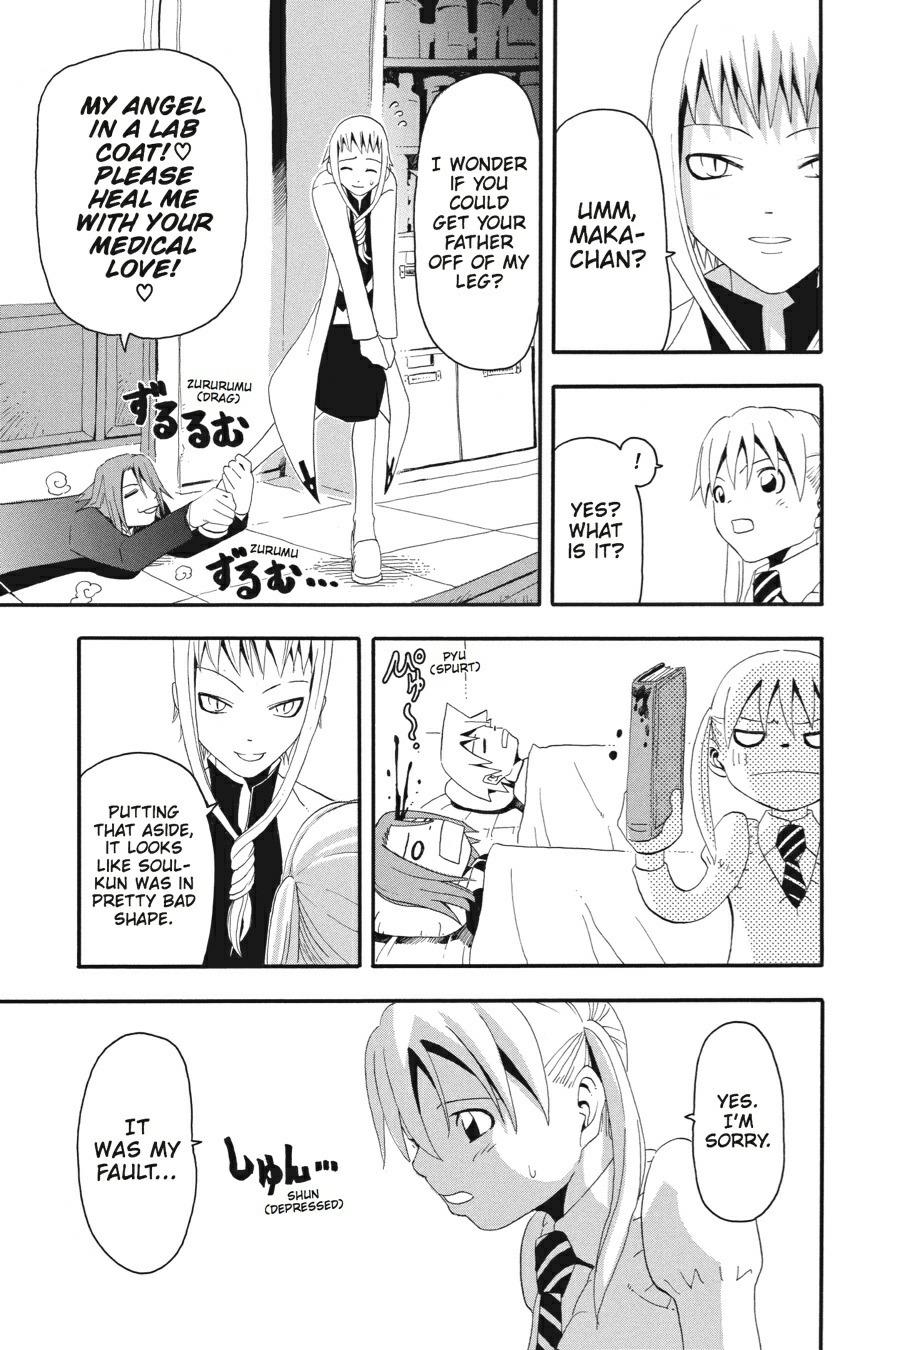 UMM,
MAKA-
CHAN?
I WONDER
IF YOU
COULD
GET YOUR
FATHER
OFF OF MY
LEG?
MY ANGEL
IN A LAB
COAT!♡
PLEASE
HEAL ME
WITH YOUR
MEDICAL
LOVE!
♡
ZURURUMU
(DRAG)
ずるるむ
ZURUMU
ずるむ...
!
YES?
WHAT
IS IT?
PYU
(SPURT)
ぴゅ〜
PUTTING
THAT ASIDE,
IT LOOKS
LIKE SOUL-
KUN WAS IN
PRETTY BAD
SHAPE.
YES.
I'M
SORRY.
しゅん...
SHUN
(DEPRESSED)
IT
WAS MY
FAULT...